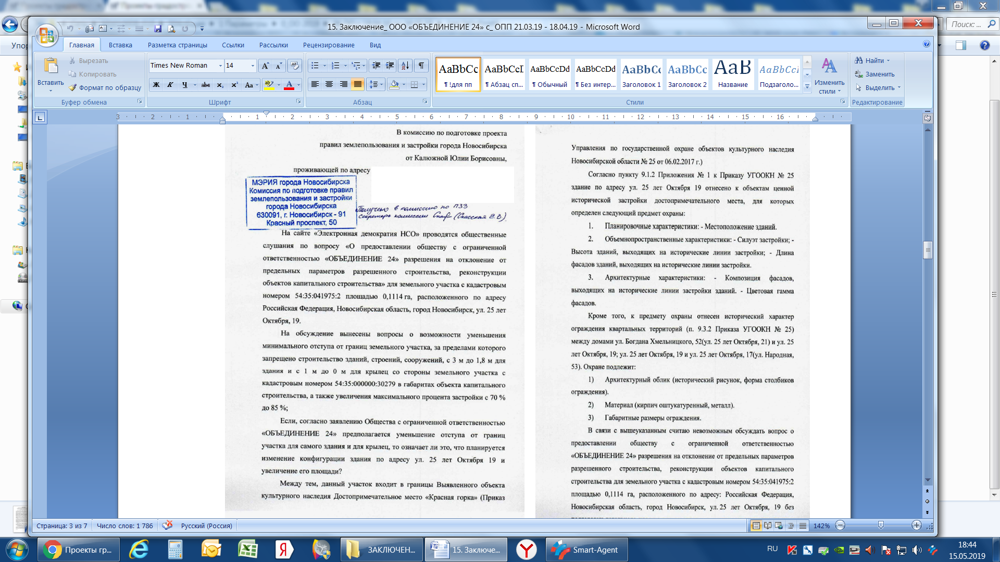 15. Заключение_ ООО «ОБЪЕДИНЕНИЕ 24» с_ ОПП 21.03.19 - 18.04.19 - Microsoft Word
Поиск: ...
Главная
Вставка
Разметка страницы
Ссылки
Рассылки
Рецензирование
Вид
Упор
Вставить
Вырезать
Копировать
Формат по образцу
Буфер обмена
Times New Roman
14
Шрифт
Абзац
¶ !для пп
¶ Абзац сп...
¶ Обычный
¶ Без интер...
Заголовок 1
Заголовок 2
Название
Подзаголо...
Стили
Изменить стили
Найти
Заменить
Выделить
Редактирование
3 2 1 1 2 3 4 5 6 7 8 9 10 11 12 13 14 15 16
В комиссию по подготовке проекта
правил землепользования и застройки города Новосибирска
от Калюжной Юлии Борисовны,
проживающей по адресу
МЭРИЯ города Новосибирска
Комиссия по подготовке правил
землепользования и застройки
города Новосибирска
630091, г. Новосибирск - 91
Красный проспект, 50
Получено в комиссию по ПЗЗ
секретарь комиссии (Спасская Е.В.)
На сайте «Электронная демократия НСО» проводятся общественные
слушания по вопросу «О предоставлении обществу с ограниченной
ответственностью «ОБЪЕДИНЕНИЕ 24» разрешения на отклонение от
предельных параметров разрешенного строительства, реконструкции
объектов капитального строительства» для земельного участка с кадастровым
номером 54:35:041975:2 площадью 0,1114 га, расположенного по адресу
Российская Федерация, Новосибирская область, город Новосибирск, ул. 25 лет
Октября, 19.
На обсуждение вынесены вопросы о возможности уменьшения
минимального отступа от границ земельного участка, за пределами которого
запрещено строительство зданий, строений, сооружений, с 3 м до 1,8 м для
здания и с 1 м до 0 м для крылец со стороны земельного участка с
кадастровым номером 54:35:000000:30279 в габаритах объекта капитального
строительства, а также увеличения максимального процента застройки с 70 %
до 85 %;
Если, согласно заявлению Общества с ограниченной ответственностью
«ОБЪЕДИНЕНИЕ 24» предполагается уменьшение отступа от границ
участка для самого здания и для крылец, то означает ли это, что планируется
изменение конфигурации здания по адресу ул. 25 лет Октября 19 и
увеличение его площади?
Между тем, данный участок входит в границы Выявленного объекта
культурного наследия Достопримечательное место «Красная горка» (Приказ
Управления по государственной охране объектов культурного наследия
Новосибирской области № 25 от 06.02.2017 г.)
Согласно пункту 9.1.2 Приложения № 1 к Приказу УГООКН № 25
здание по адресу ул. 25 лет Октября 19 отнесено к объектам ценной
исторической застройки достопримечательного места, для которых
определен следующий предмет охраны:
1. Планировочные характеристики: - Местоположение зданий.
2. Объемнопространственные характеристики: - Силуэт застройки; -
Высота зданий, выходящих на исторические линии застройки; - Длина
фасадов зданий, выходящих на исторические линии застройки.
3. Архитектурные характеристики: - Композиция фасадов,
выходящих на исторические линии застройки зданий. - Цветовая гамма
фасадов.
Кроме того, к предмету охраны отнесен исторический характер
ограждения квартальных территорий (п. 9.3.2 Приказа УГООКН № 25)
между домами ул. Богдана Хмельницкого, 52(ул. 25 лет Октября, 21) и ул. 25
лет Октября, 19; ул. 25 лет Октября, 19 и ул. 25 лет Октября, 17(ул. Народная,
53). Охране подлежит:
1) Архитектурный облик (исторический рисунок, форма столбиков
ограждения).
2) Материал (кирпич оштукатуренный, металл).
3) Габаритные размеры ограждения.
В связи с вышеуказанным считаю невозможным обсуждать вопрос о
предоставлении обществу с ограниченной ответственностью
«ОБЪЕДИНЕНИЕ 24» разрешения на отклонение от предельных параметров
разрешенного строительства, реконструкции объектов капитального
строительства для земельного участка с кадастровым номером 54:35:041975:2
площадью 0,1114 га, расположенного по адресу: Российская Федерация,
Новосибирская область, город Новосибирск, ул. 25 лет Октября, 19 без
Страница: 3 из 7
Число слов: 1 786
Русский (Россия)
142%
Проекты гр...
ЗАКЛЮЧЕН...
15. Заключе...
Smart-Agent
RU
18:44
15.05.2019